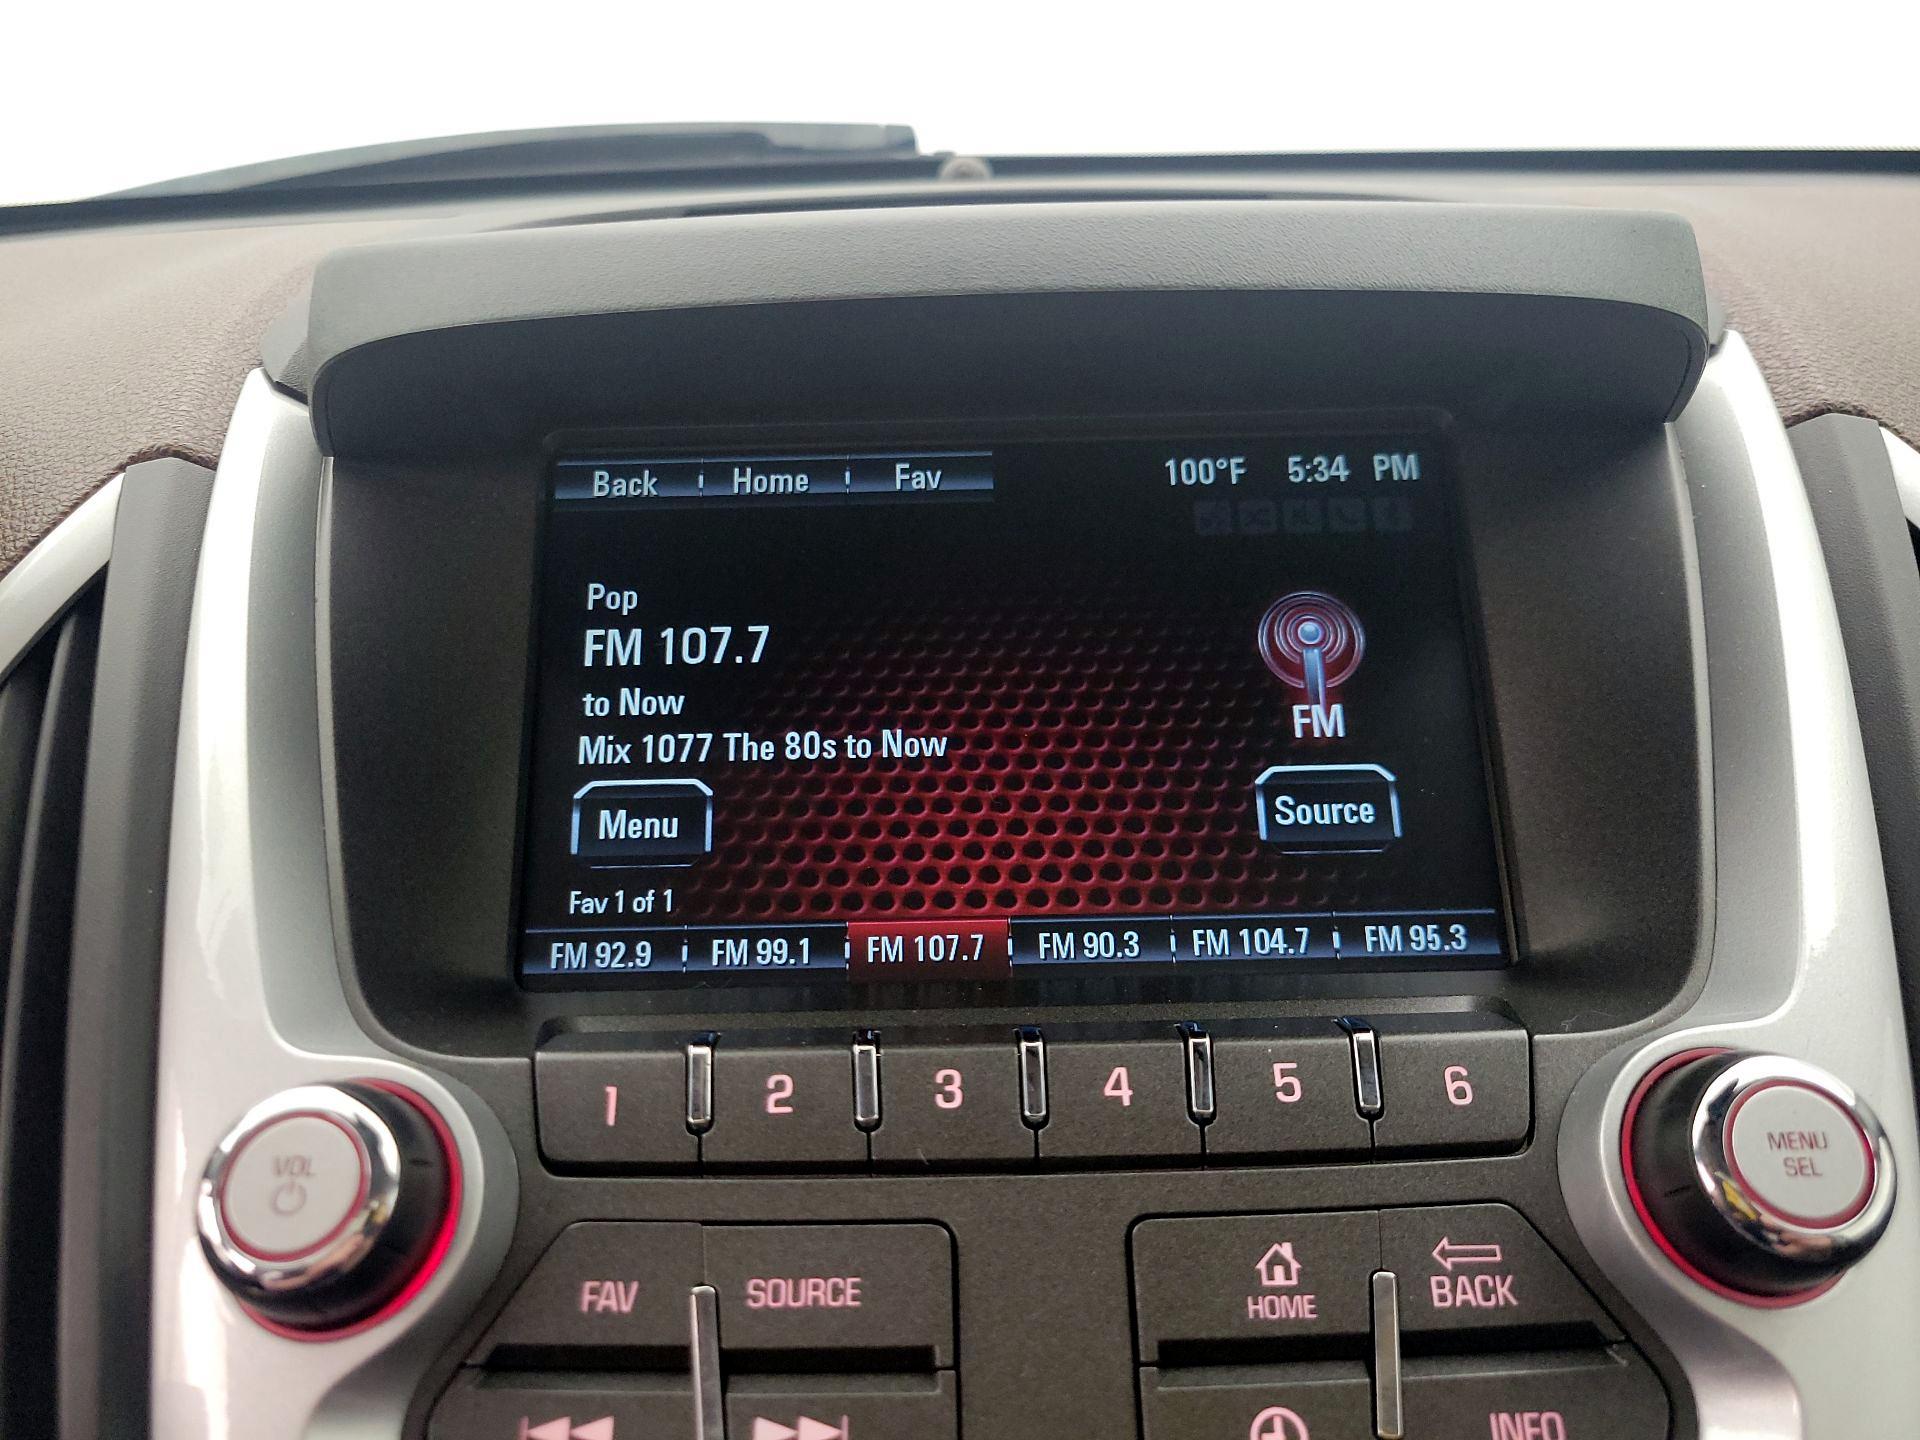 Back Home Fav 100°F 5:34 PM
Pop
FM 107.7
to Now
Mix 1077 The 80s to Now
FM
Menu
Source
Fav 1 of 1
FM 92.9 FM 99.1 FM 107.7 FM 90.3 FM 104.7 FM 95.3
1 2 3 4 5 6
VOL
MENU
SEL
FAV SOURCE
HOME
BACK
INFO